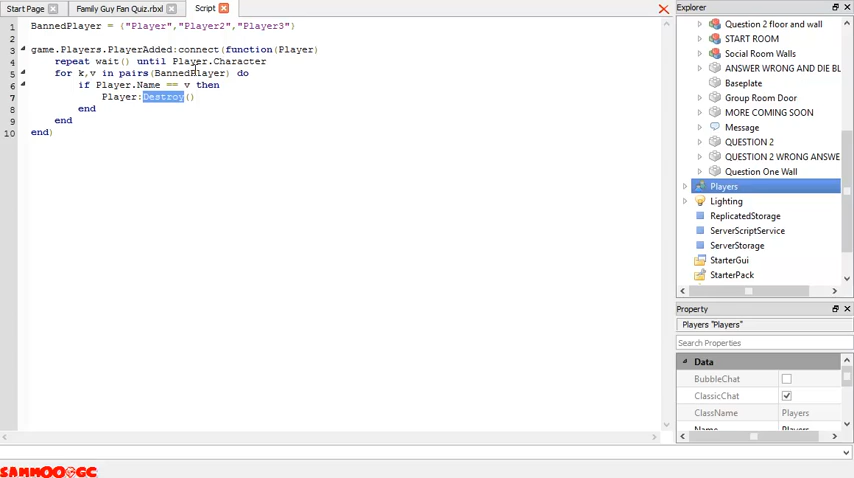 Start Page
Family Guy Fan Quiz.rbxl
Script
1 BannedPlayer = {"Player","Player2","Player3"}
2
3 game.Players.PlayerAdded:connect(function(Player)
4 repeat wait() until Player.Character
5 for k,v in pairs(BannedPlayer) do
6 if Player.Name == v then
7 Player:Destroy()
8 end
9 end
10 end)
Explorer
Question 2 floor and wall
START ROOM
Social Room Walls
ANSWER WRONG AND DIE BL
Baseplate
Group Room Door
MORE COMING SOON
Message
QUESTION 2
QUESTION 2 WRONG ANSWE
Question One Wall
Players
Lighting
ReplicatedStorage
ServerScriptService
ServerStorage
StarterGui
StarterPack
Property
Players "Players"
Search Properties
Data
BubbleChat
ClassicChat
ClassName Players
Name Players
SAMMOO GC